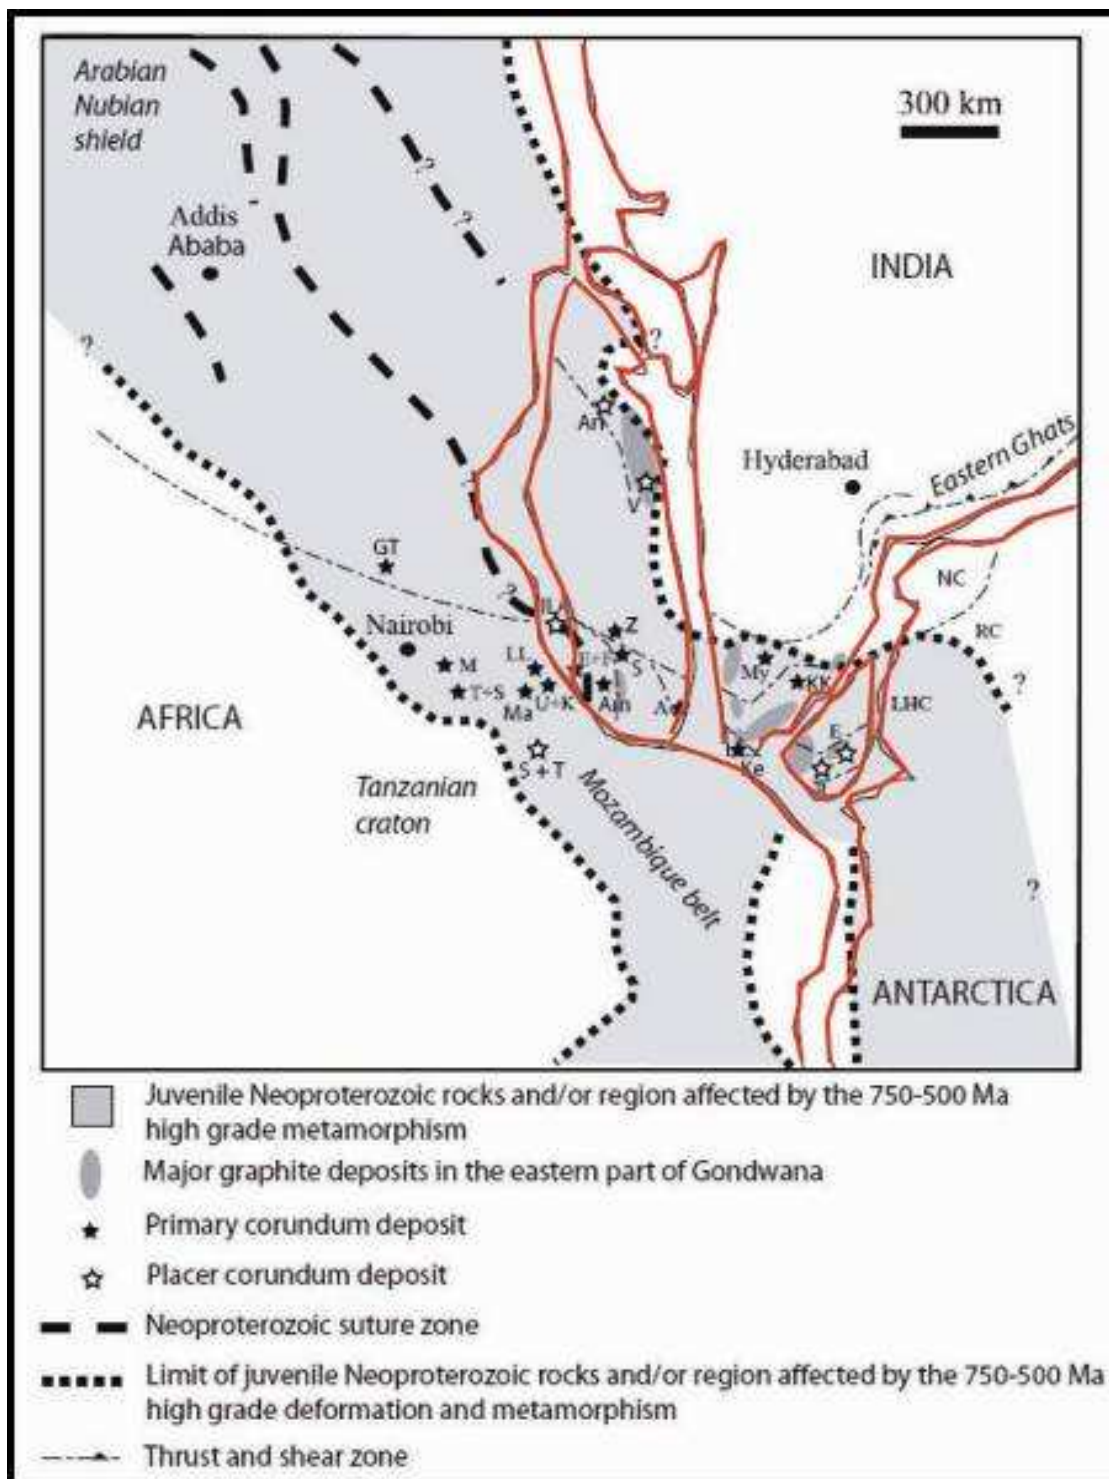 Arabian
Nubian
shield
300 km
?
?
Addis
Ababa
INDIA
?
?
An
Hyderabad
Eastern Ghats
V
GT
NC
?
Z
RC
Nairobi
M
LL
S
My
KK
?
T+S
Ma
U+K
Am
LHC
AFRICA
E
Ke
S + T
Tanzanian
craton
Mozambique belt
?
ANTARCTICA
Juvenile Neoproterozoic rocks and/or region affected by the 750-500 Ma
high grade metamorphism
Major graphite deposits in the eastern part of Gondwana
Primary corundum deposit
Placer corundum deposit
Neoproterozoic suture zone
Limit of juvenile Neoproterozoic rocks and/or region affected by the 750-500 Ma
high grade deformation and metamorphism
Thrust and shear zone